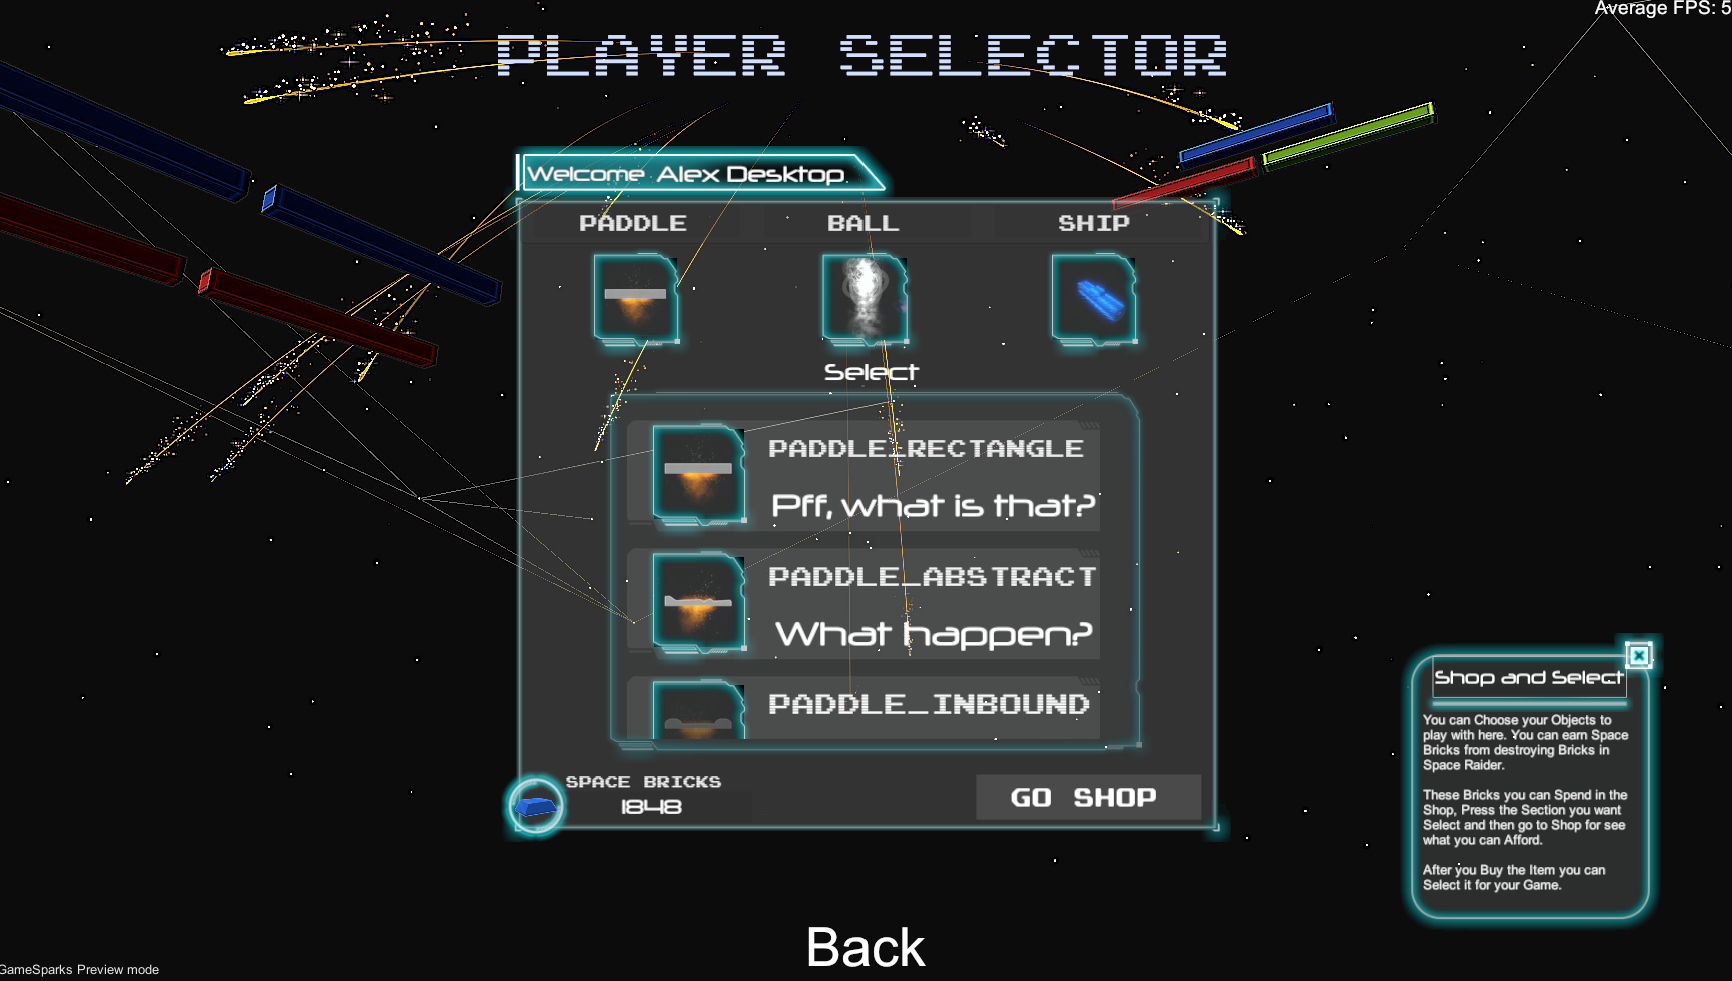 Average FPS: 5
PLAYER SELECTOR
Welcome Alex Desktop.
PADDLE BALL SHIP
Select
PADDLE_RECTANGLE
Pff, what is that?
PADDLE_ABSTRACT
What happen?
PADDLE_INBOUND
SPACE BRICKS
1848
GO SHOP
Shop and Select
You can Choose your Objects to
play with here. You can earn Space
Bricks from destroying Bricks in
Space Raider.
These Bricks you can Spend in the
Shop, Press the Section you want
Select and then go to Shop for see
what you can Afford.
After you Buy the Item you can
Select it for your Game.
Back
GameSparks Preview mode